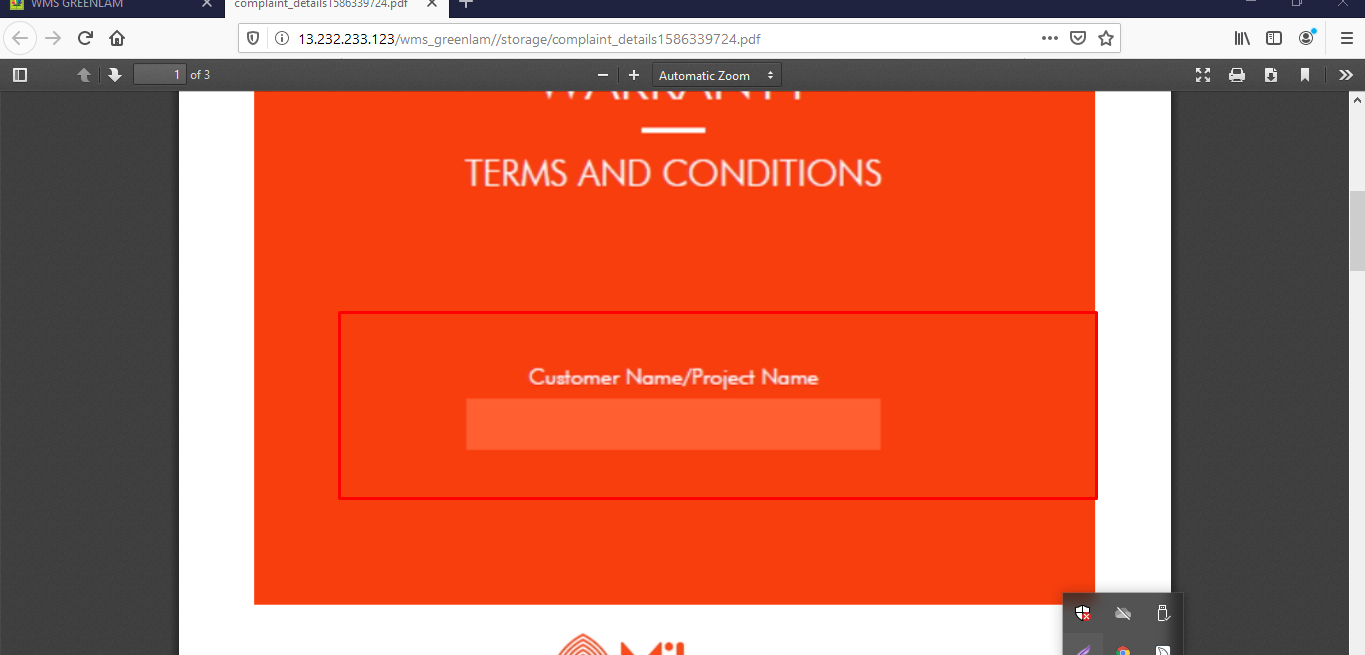 WMS GREENLAM
complaint_details1586339724.pdf
13.232.233.123/wms_greenlam//storage/complaint_details1586339724.pdf
1 of 3
Automatic Zoom
WARRANTY
TERMS AND CONDITIONS
Customer Name/Project Name